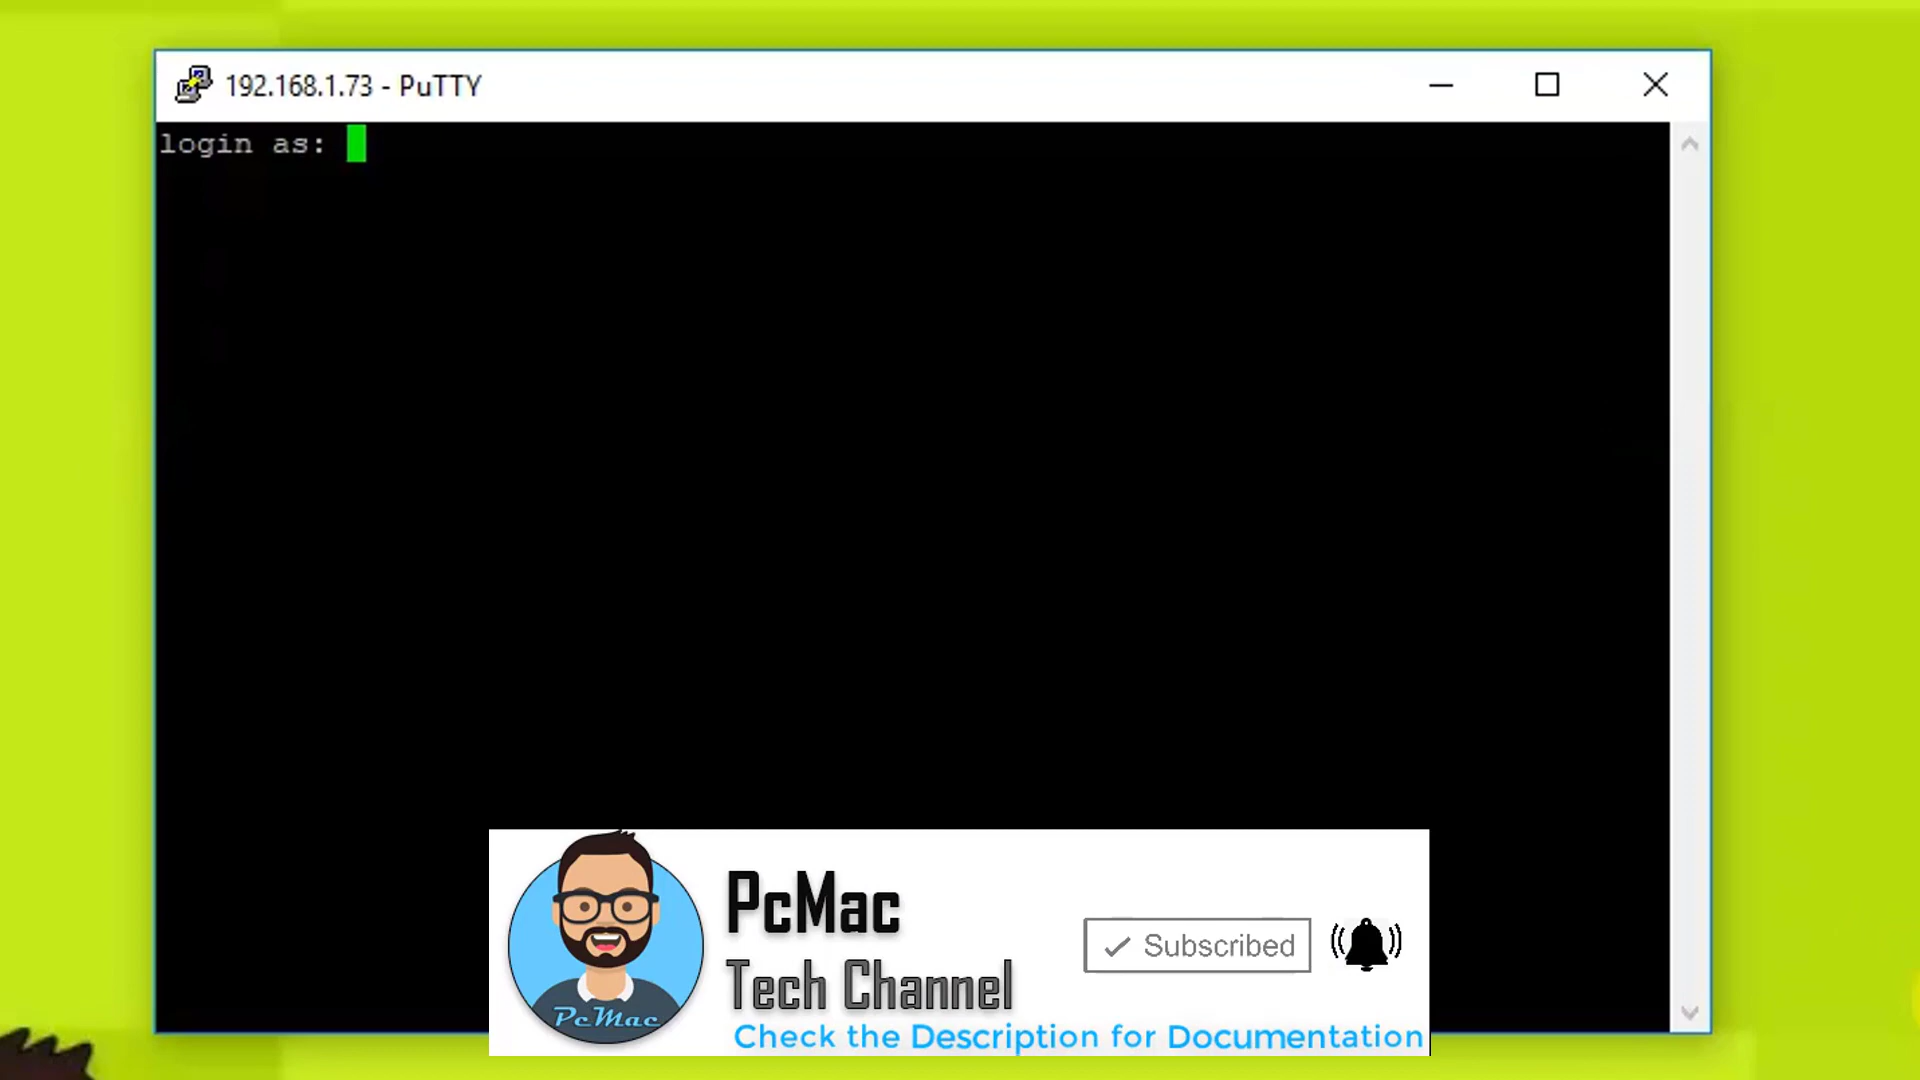 192.168.1.73 - PuTTY
login as:
PcMac
Tech Channel
Subscribed
PcMac
Check the Description for Documentation